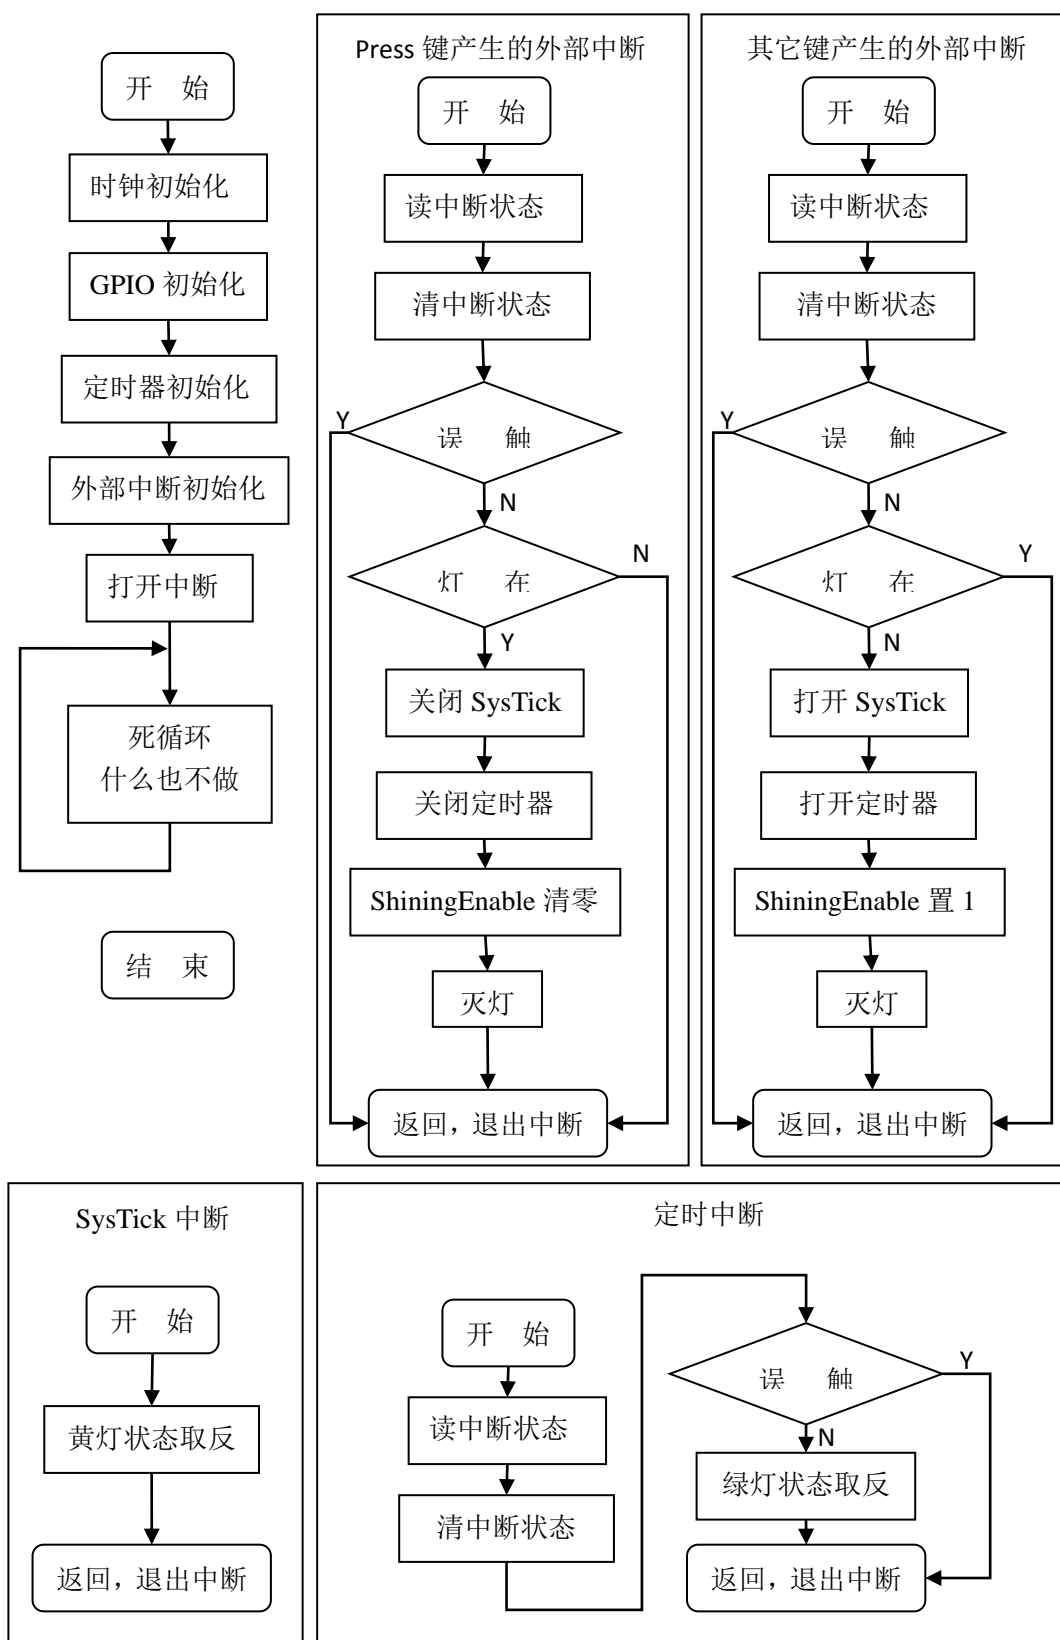 开 始
时钟初始化
GPIO 初始化
定时器初始化
外部中断初始化
打开中断
死循环
什么也不做
结 束
Press 键产生的外部中断
开 始
读中断状态
清中断状态
误 触
Y
N
灯 在
N
Y
关闭 SysTick
关闭定时器
ShiningEnable 清零
灭灯
返回，退出中断
其它键产生的外部中断
开 始
读中断状态
清中断状态
误 触
Y
N
灯 在
Y
N
打开 SysTick
打开定时器
ShiningEnable 置 1
灭灯
返回，退出中断
SysTick 中断
开 始
黄灯状态取反
返回，退出中断
定时中断
开 始
读中断状态
清中断状态
误 触
Y
N
绿灯状态取反
返回，退出中断